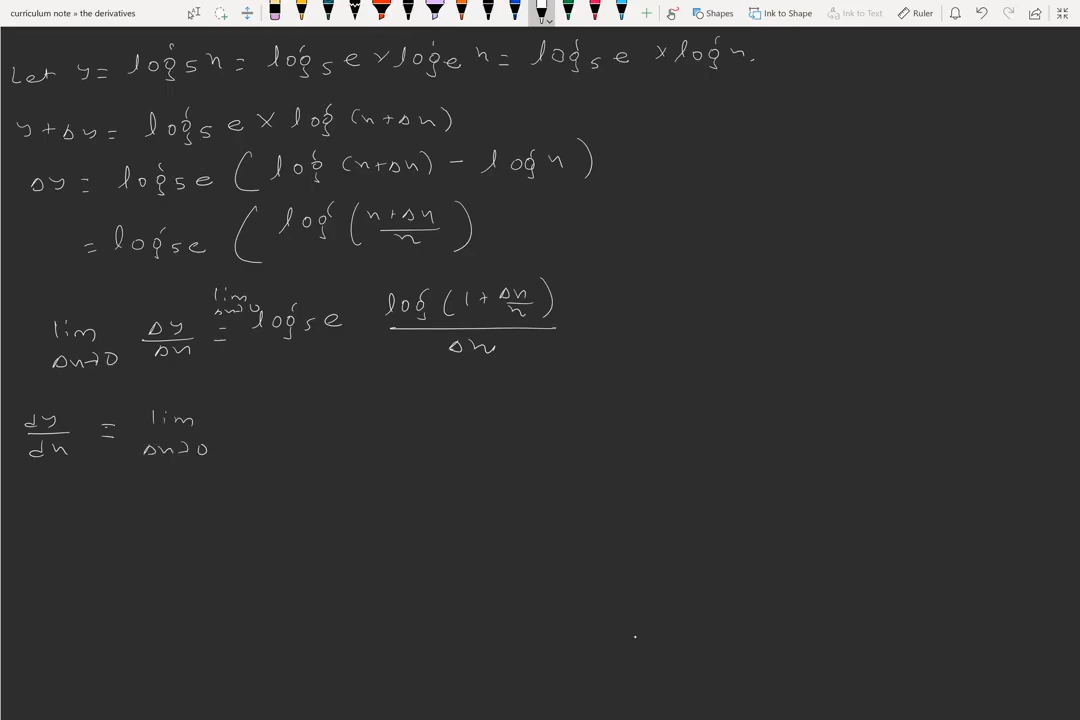 curriculum note » the derivatives
Shapes Ink to Shape Ink to Text Ruler
Let y = log₅ x = log₅ e × logₑ x = log₅ e × log x.
y + Δy = log₅ e × log (x + Δx)
Δy = log₅ e ( log (x + Δx) - log x )
= log₅ e ( log ( (x + Δx)/x )
lim Δx→0 Δy/Δx = lim Δx→0 log₅ e log ( 1 + Δx/x ) / Δx
dy/dx = lim Δx→0